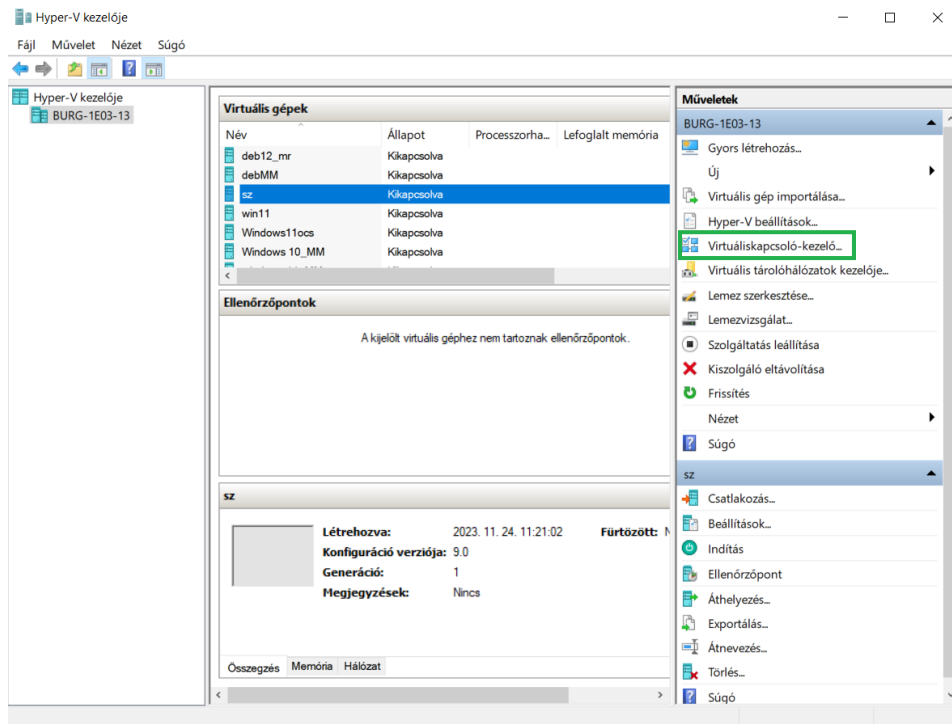 Hyper-V kezelője
Fájl Művelet Nézet Súgó
Hyper-V kezelője
BURG-1E03-13
Virtuális gépek
Név Állapot Processzorha... Lefoglalt memória
deb12_mr Kikapcsolva
debMM Kikapcsolva
sz Kikapcsolva
win11 Kikapcsolva
Windows11ocs Kikapcsolva
Windows 10_MM Kikapcsolva
Ellenőrzőpontok
A kijelölt virtuális géphez nem tartoznak ellenőrzőpontok.
sz
Létrehozva: 2023. 11. 24. 11:21:02 Fürtözött:
Konfiguráció verziója: 9.0
Generáció: 1
Megjegyzések: Nincs
Összegzés Memória Hálózat
Műveletek
BURG-1E03-13
Gyors létrehozás...
Új
Virtuális gép importálása...
Hyper-V beállítások...
Virtuáliskapcsoló-kezelő...
Virtuális tárolóhálózatok kezelője...
Lemez szerkesztése...
Lemezvizsgálat...
Szolgáltatás leállítása
Kiszolgáló eltávolítása
Frissítés
Nézet
Súgó
sz
Csatlakozás...
Beállítások...
Indítás
Ellenőrzőpont
Áthelyezés...
Exportálás...
Átnevezés...
Törlés...
Súgó